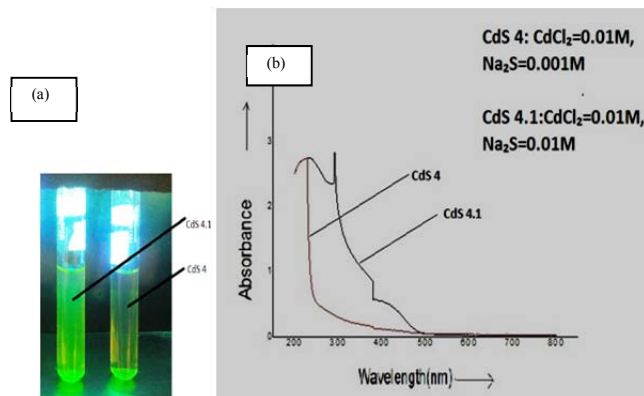 (a)
CdS 4.1
CdS 4
(b)
CdS 4: CdCl₂=0.01M,
Na₂S=0.001M
CdS 4.1:CdCl₂=0.01M,
Na₂S=0.01M
CdS 4
CdS 4.1
Absorbance
3
2
1
0
200 300 400 500 600 700 800
Wavelength(nm)